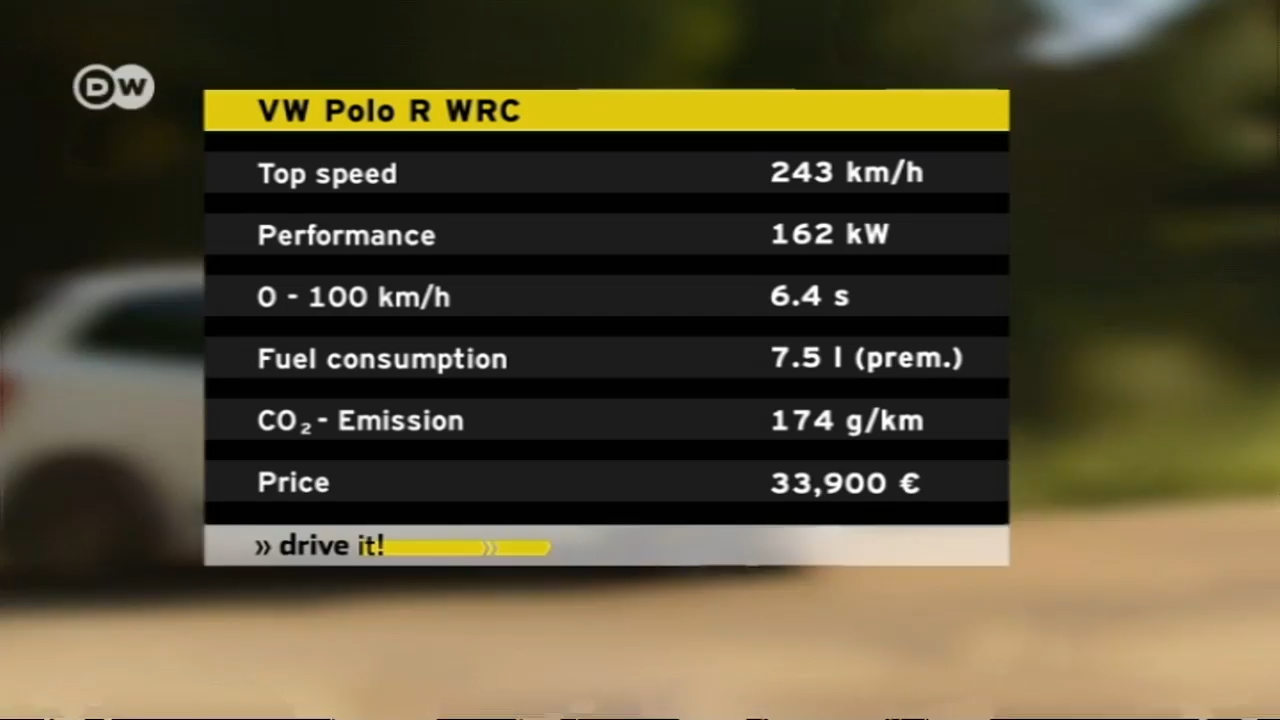 DW
VW Polo R WRC
Top speed 243 km/h
Performance 162 kW
0 - 100 km/h 6.4 s
Fuel consumption 7.5 l (prem.)
CO₂ - Emission 174 g/km
Price 33,900 €
» drive it!